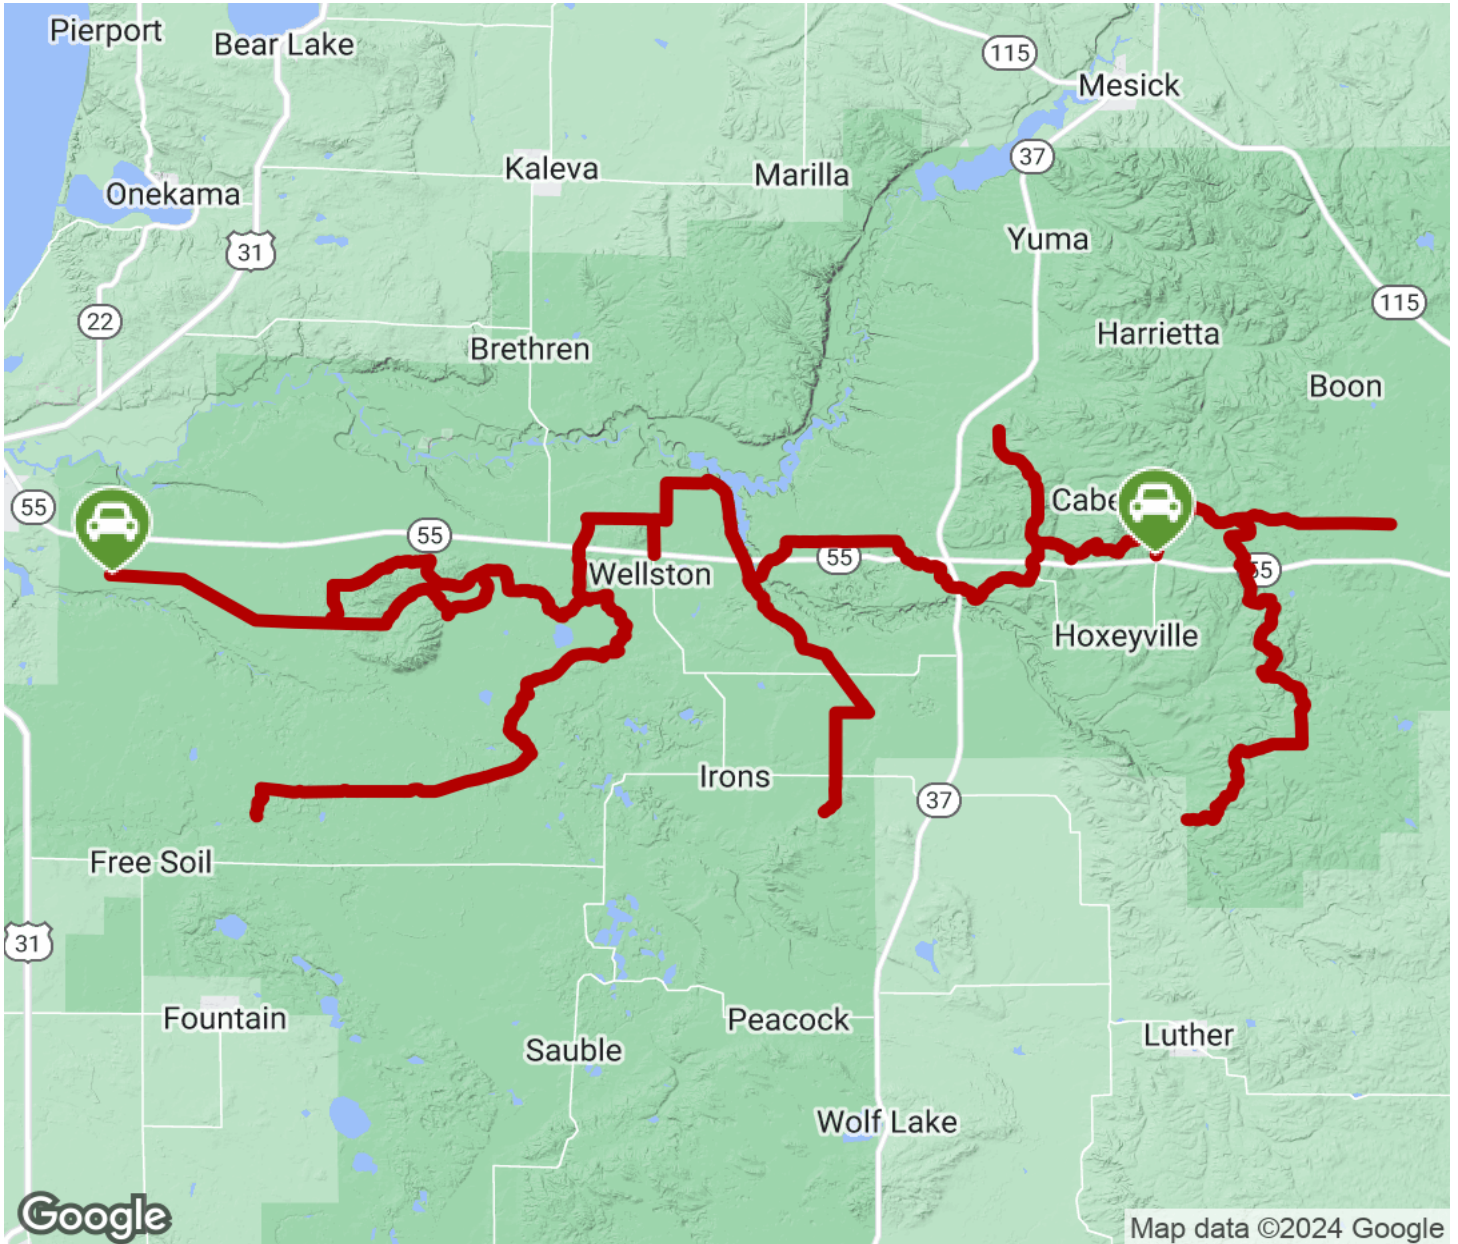 Pierport
Bear Lake
115
Mesick
Kaleva
Marilla
37
Onekama
31
Yuma
22
115
Harrietta
Brethren
Boon
55
Cabe
55
55
55
Wellston
Hoxeyville
Irons
37
Free Soil
31
Fountain
Peacock
Sauble
Luther
Wolf Lake
Google
Map data ©2024 Google